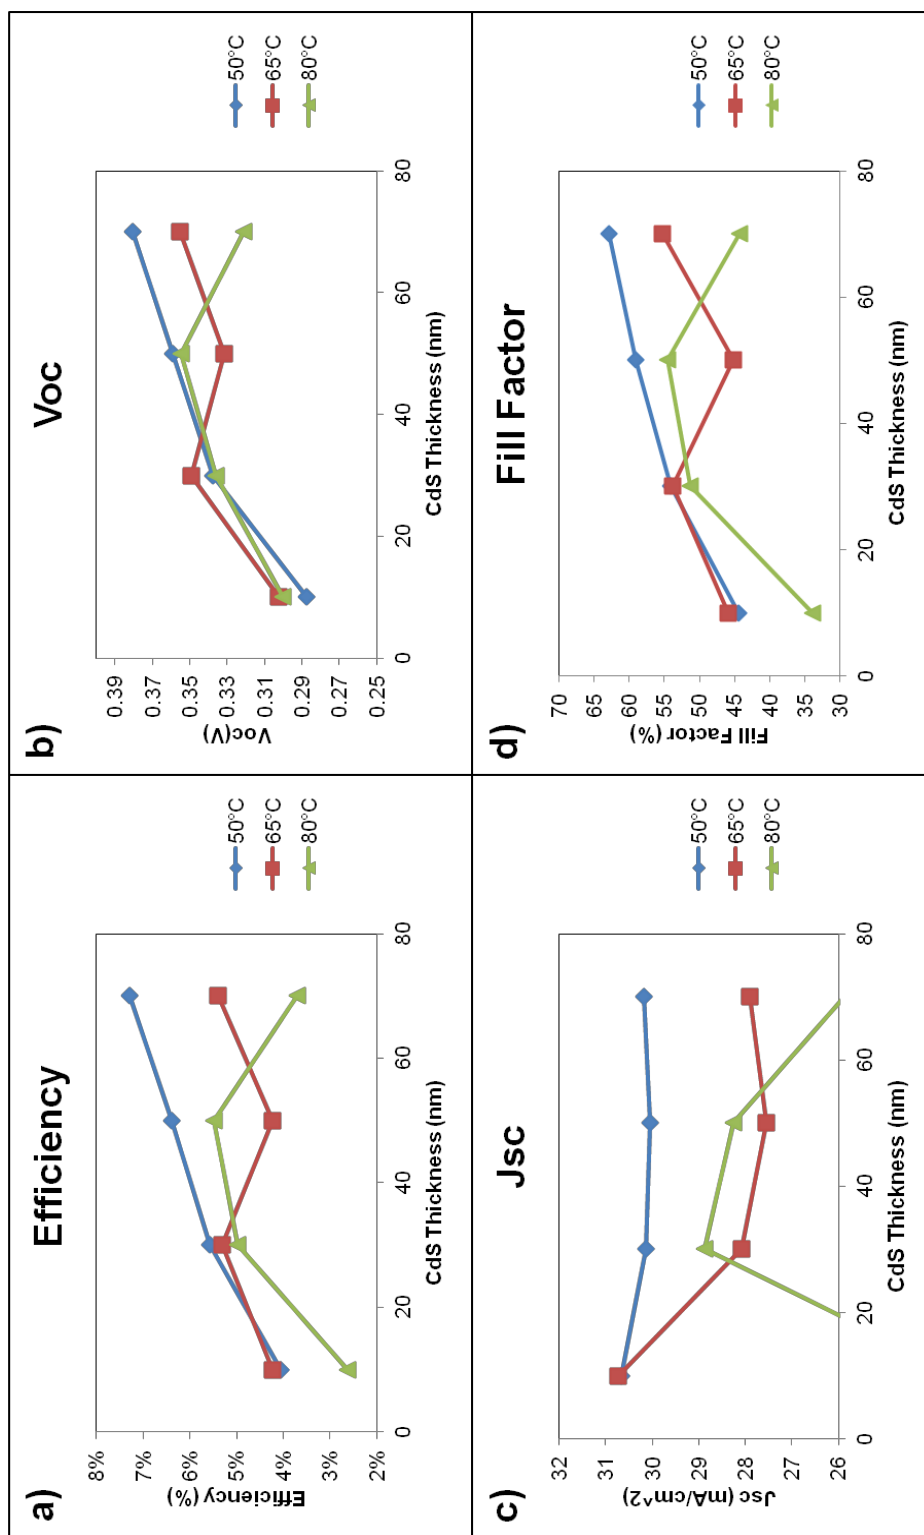 a)
Efficiency
Efficiency (%)
8%
7%
6%
5%
4%
3%
2%
0
20
40
60
80
CdS Thickness (nm)
50°C
65°C
80°C
b)
Voc
Voc(V)
0.39
0.37
0.35
0.33
0.31
0.29
0.27
0.25
0
20
40
60
80
CdS Thickness (nm)
50°C
65°C
80°C
c)
Jsc
Jsc (mA/cm^2)
32
31
30
29
28
27
26
0
20
40
60
80
CdS Thickness (nm)
50°C
65°C
80°C
d)
Fill Factor
Fill Factor (%)
70
65
60
55
50
45
40
35
30
0
20
40
60
80
CdS Thickness (nm)
50°C
65°C
80°C